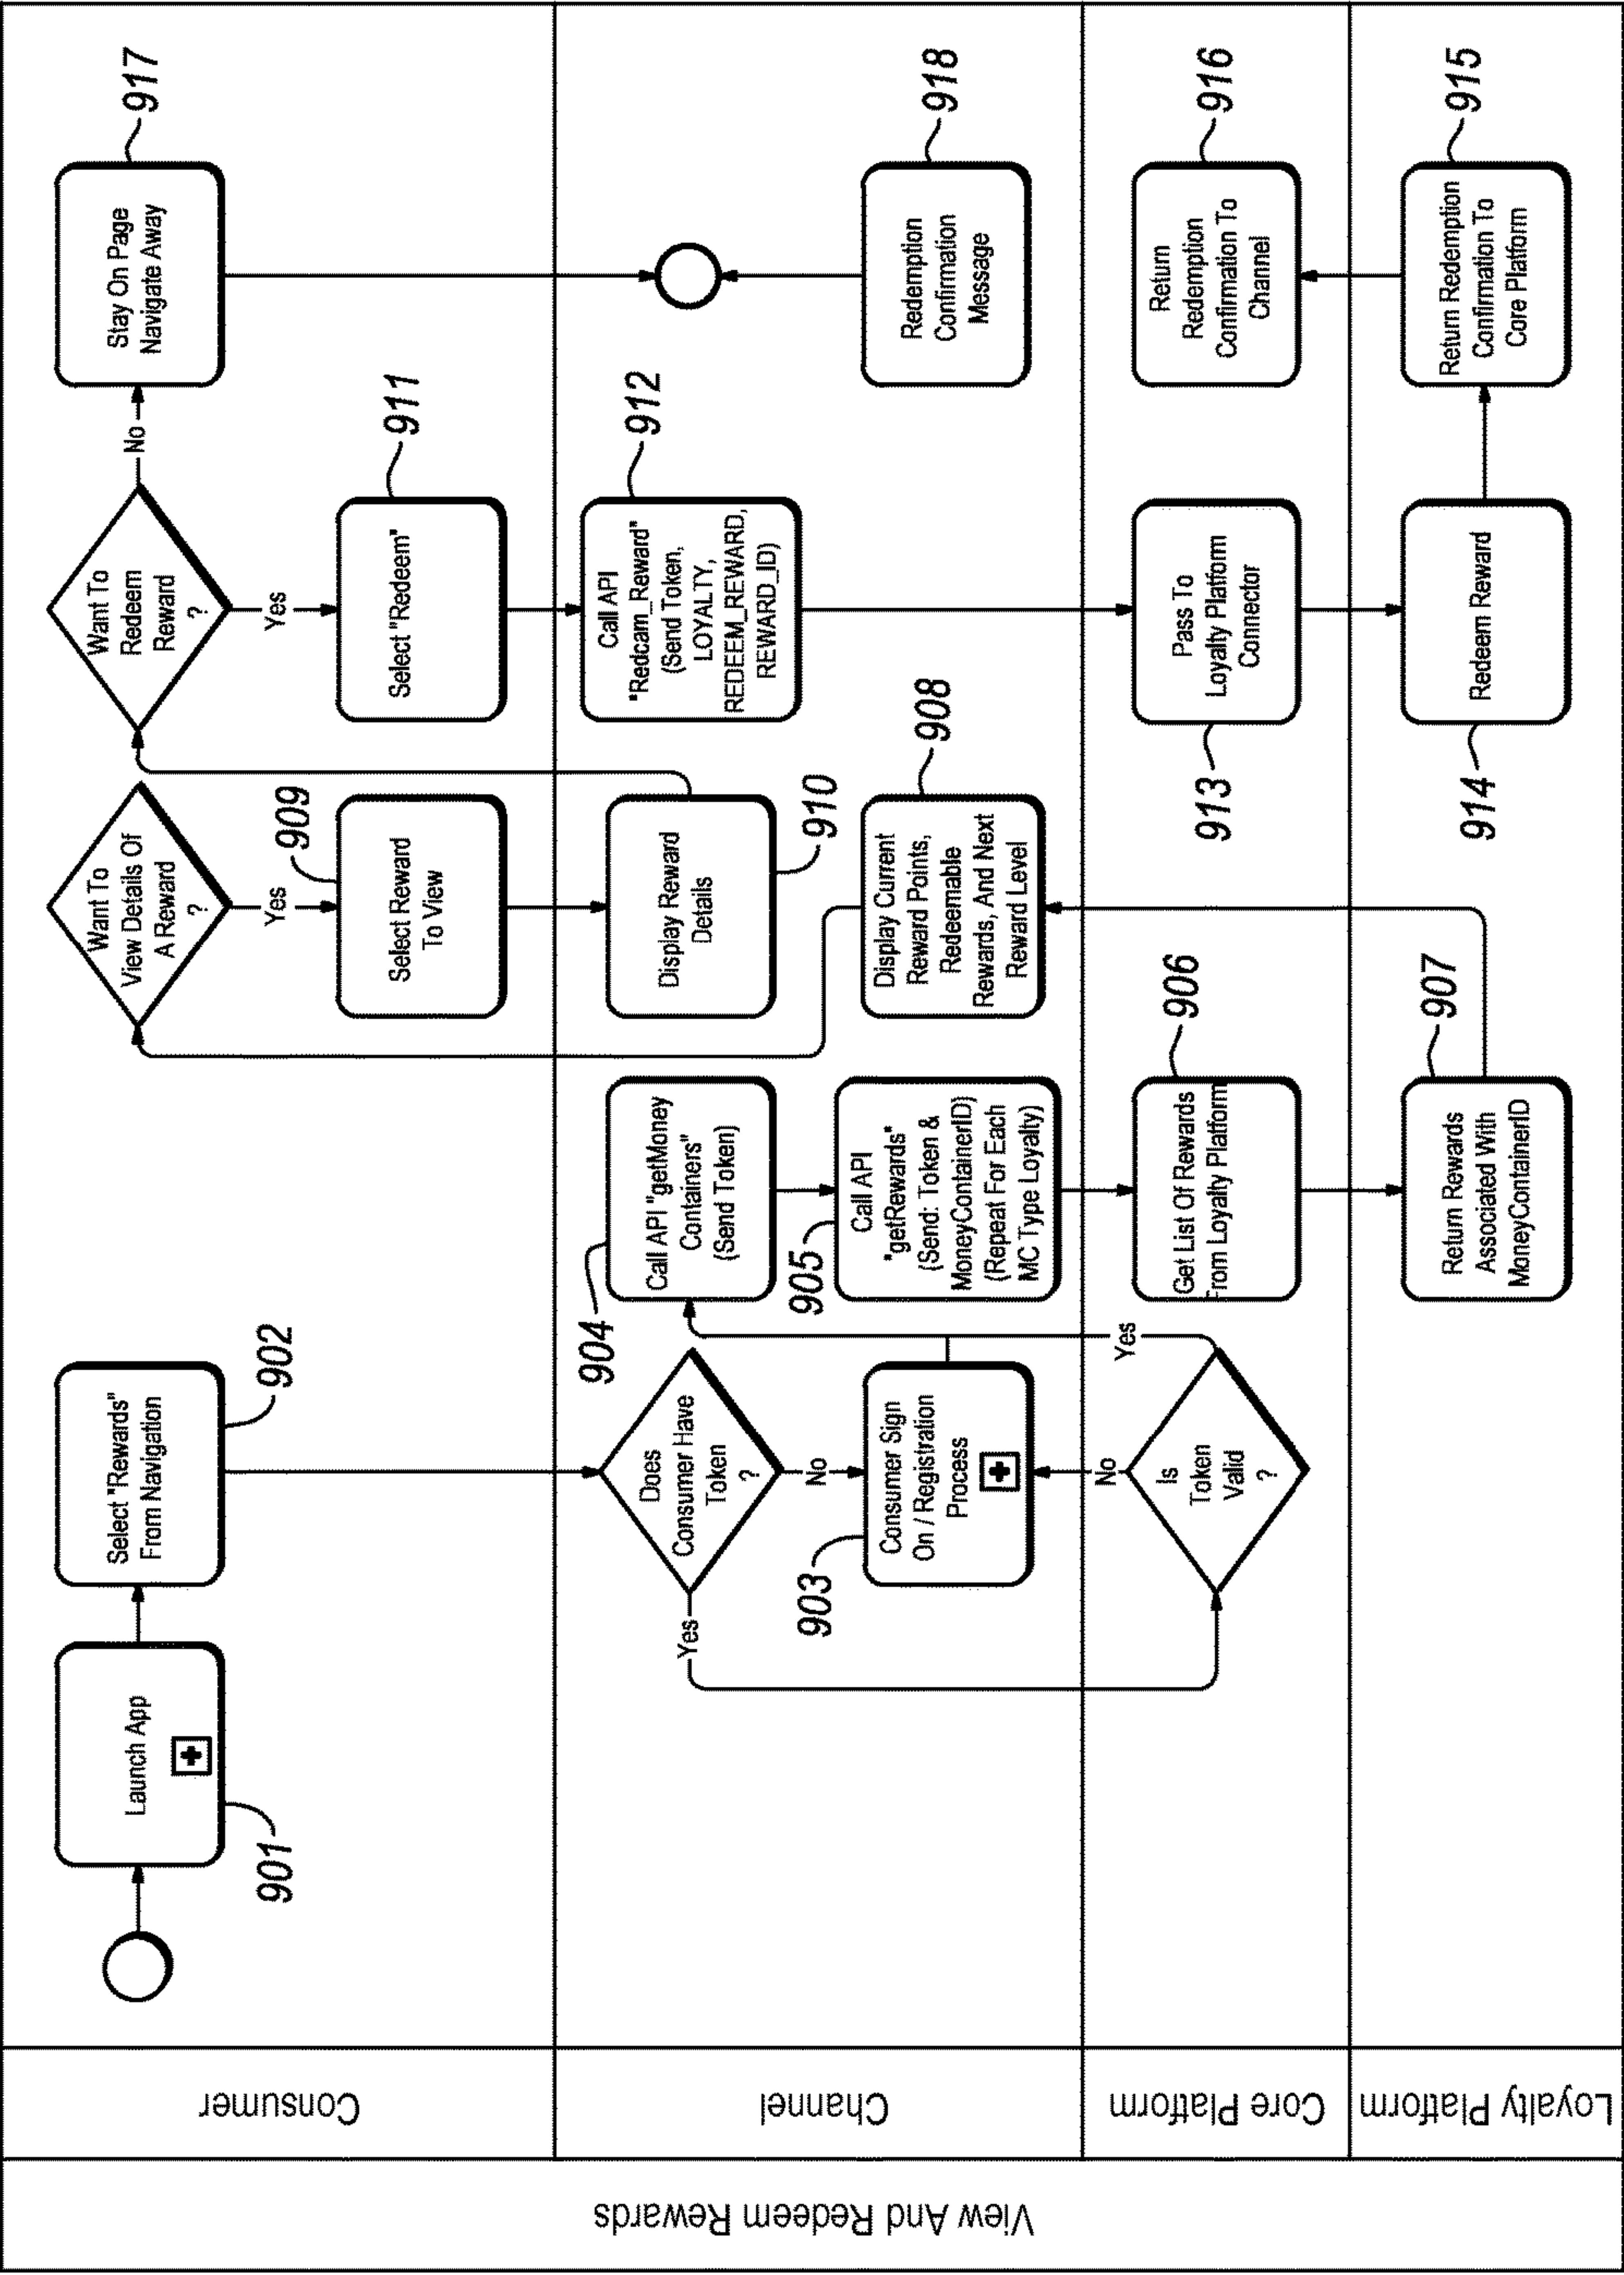 View And Redeem Rewards
Consumer
Channel
Core Platform
Loyalty Platform
Launch App
901
Select "Rewards"
From Navigation
902
Does
Consumer Have
Token
?
Yes
No
Consumer Sign
On / Registration
Process
903
Is
Token
Valid
?
No
Yes
Call API "getMoney
Containers"
(Send Token)
904
Call API
"getRewards"
(Send: Token &
MoneyContainerID)
(Repeat For Each
MC Type Loyalty)
905
Get List Of Rewards
From Loyalty Platform
906
Return Rewards
Associated With
MoneyContainerID
907
Display Current
Reward Points,
Redeemable
Rewards, And Next
Reward Level
908
Want To
View Details Of
A Reward
?
Yes
Select Reward
To View
909
Display Reward
Details
910
Want To
Redeem
Reward
?
Yes
No
Select "Redeem"
911
Call API
"Redcam_Reward"
(Send Token,
LOYALTY,
REDEEM_REWARD,
REWARD_ID)
912
Pass To
Loyalty Platform
Connector
913
Redeem Reward
914
Return Redemption
Confirmation To
Core Platform
915
Return
Redemption
Confirmation To
Channel
916
Stay On Page
Navigate Away
917
Redemption
Confirmation
Message
918